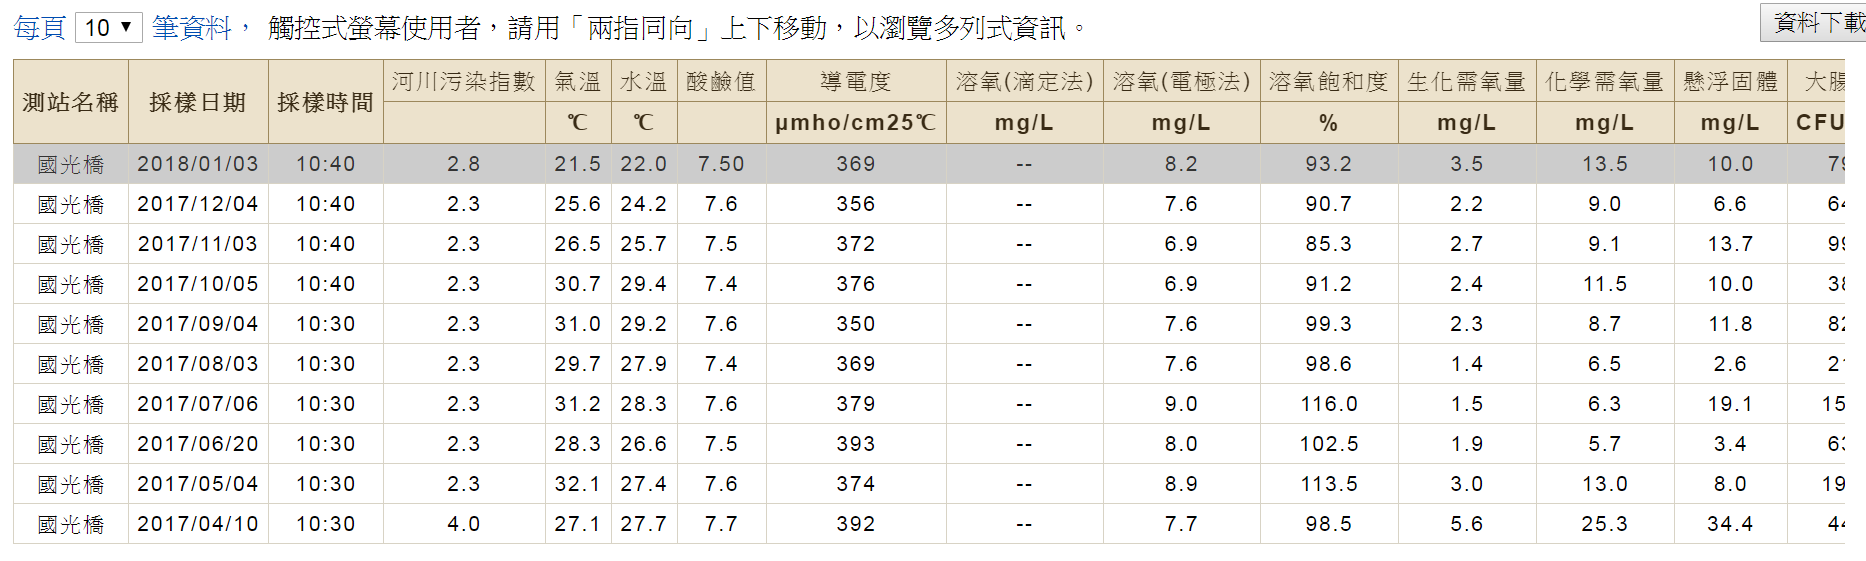 每頁 10 ▼ 筆資料， 觸控式螢幕使用者，請用「兩指同向」上下移動，以瀏覽多列式資訊。 資料下載
測站名稱 採樣日期 採樣時間 河川污染指數 氣溫 水溫 酸鹼值 導電度 溶氧(滴定法) 溶氧(電極法) 溶氧飽和度 生化需氧量 化學需氧量 懸浮固體 大腸
℃ ℃ μmho/cm25℃ mg/L mg/L % mg/L mg/L mg/L CFU
國光橋 2018/01/03 10:40 2.8 21.5 22.0 7.50 369 -- 8.2 93.2 3.5 13.5 10.0 79
國光橋 2017/12/04 10:40 2.3 25.6 24.2 7.6 356 -- 7.6 90.7 2.2 9.0 6.6 64
國光橋 2017/11/03 10:40 2.3 26.5 25.7 7.5 372 -- 6.9 85.3 2.7 9.1 13.7 99
國光橋 2017/10/05 10:40 2.3 30.7 29.4 7.4 376 -- 6.9 91.2 2.4 11.5 10.0 38
國光橋 2017/09/04 10:30 2.3 31.0 29.2 7.6 350 -- 7.6 99.3 2.3 8.7 11.8 82
國光橋 2017/08/03 10:30 2.3 29.7 27.9 7.4 369 -- 7.6 98.6 1.4 6.5 2.6 21
國光橋 2017/07/06 10:30 2.3 31.2 28.3 7.6 379 -- 9.0 116.0 1.5 6.3 19.1 15
國光橋 2017/06/20 10:30 2.3 28.3 26.6 7.5 393 -- 8.0 102.5 1.9 5.7 3.4 63
國光橋 2017/05/04 10:30 2.3 32.1 27.4 7.6 374 -- 8.9 113.5 3.0 13.0 8.0 19
國光橋 2017/04/10 10:30 4.0 27.1 27.7 7.7 392 -- 7.7 98.5 5.6 25.3 34.4 44